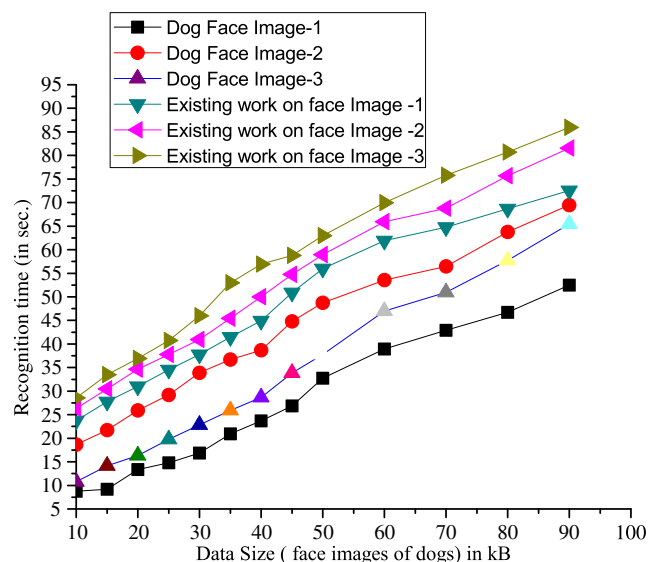 Dog Face Image-1
Dog Face Image-2
Dog Face Image-3
Existing work on face Image -1
Existing work on face Image -2
Existing work on face Image -3
95
90
85
80
75
70
65
60
55
50
45
40
35
30
25
20
15
10
5
Recognition time (in sec.)
10 20 30 40 50 60 70 80 90 100
Data Size ( face images of dogs) in kB